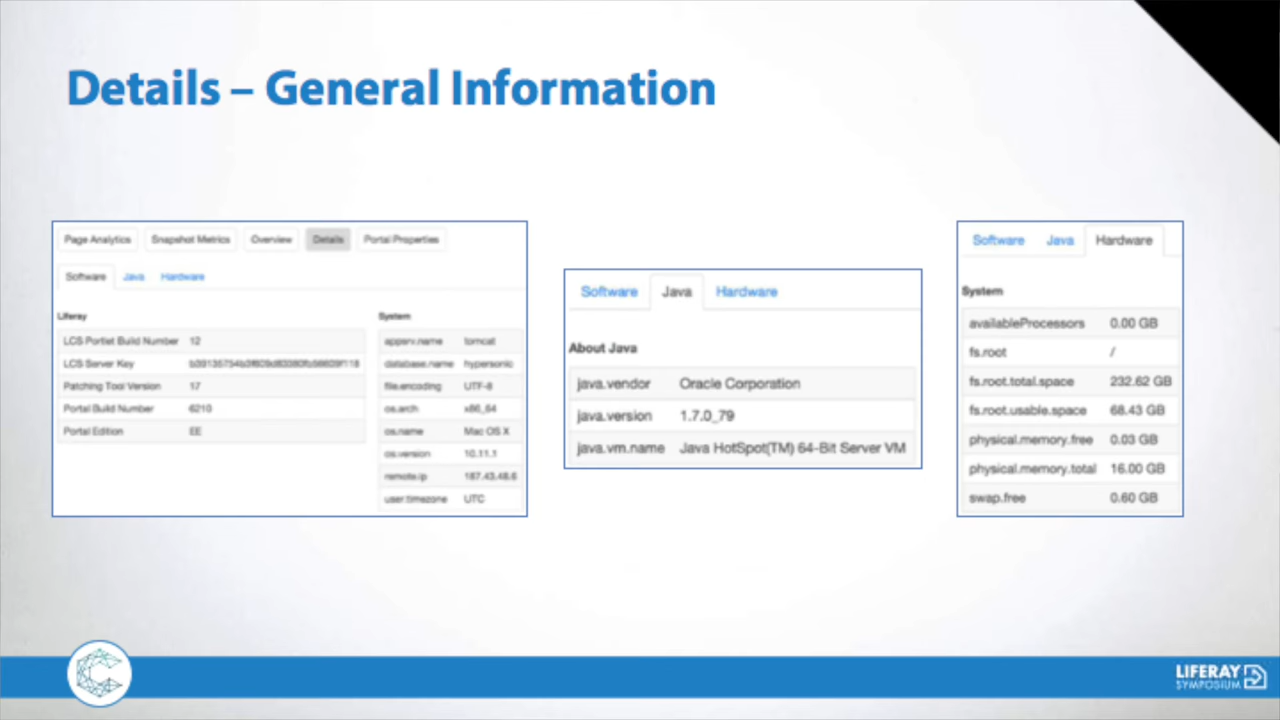 Details – General Information
Page Analytics Snapshot Metrics Overview Details Portal Properties
Software Java Hardware
Liferay
LCS Portlet Build Number 12
LCS Server Key
Patching Tool Version 17
Portal Build Number 6210
Portal Edition EE
System
appsrv.name tomcat
database.name hypersonic
file.encoding UTF-8
os.arch x86_64
os.name Mac OS X
os.version 10.11.1
remote.ip 187.43.48.6
user.timezone UTC
Software Java Hardware
About Java
java.vendor Oracle Corporation
java.version 1.7.0_79
java.vm.name Java HotSpot(TM) 64-Bit Server VM
Software Java Hardware
System
availableProcessors 0.00 GB
fs.root /
fs.root.total.space 232.62 GB
fs.root.usable.space 68.43 GB
physical.memory.free 0.03 GB
physical.memory.total 16.00 GB
swap.free 0.60 GB
LIFERAY
SYMPOSIUM